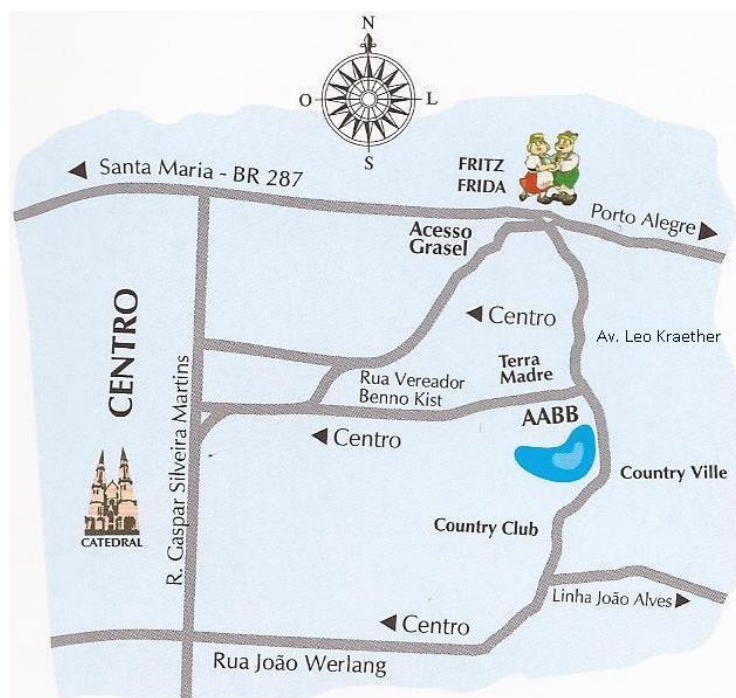 N
O
L
S
Santa Maria - BR 287
FRITZ
FRIDA
Porto Alegre
Acesso
Grasel
CENTRO
Centro
Av. Leo Kraether
Terra
Madre
Rua Vereador
Benno Kist
AABB
Centro
R. Gaspar Silveira Martins
Country Ville
CATEDRAL
Country Club
Linha João Alves
Centro
Rua João Werlang